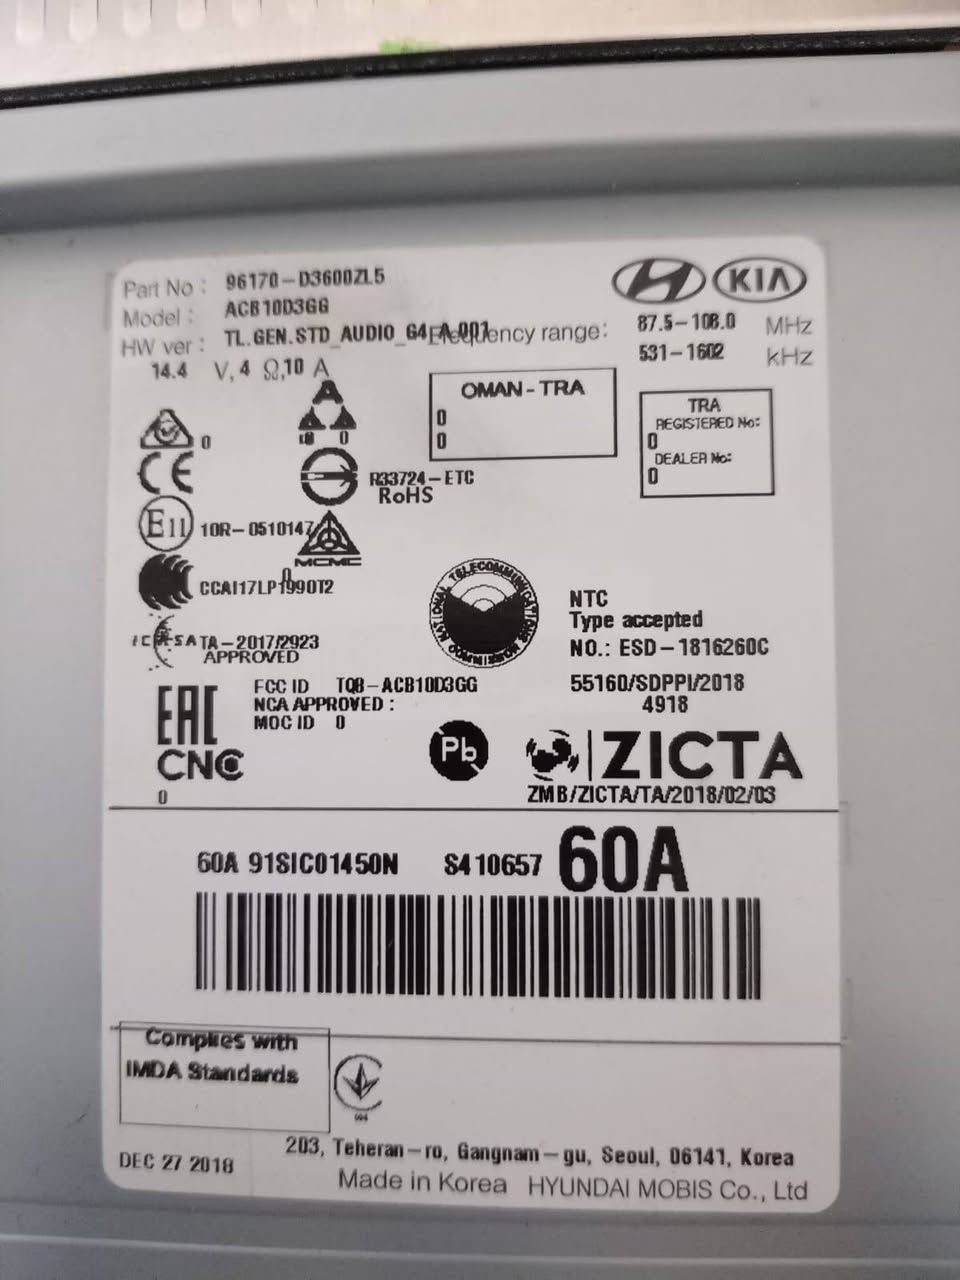 Part No : 96170-D3600ZL5
Model : ACB10D3GG
HW ver : TL.GEN.STD_AUDIO_G4_A_001
Frequency range: 87.5-108.0 MHz
531-1602 kHz
14.4 V,4 Ω,10 A
KIA
OMAN-TRA
0
0
TRA
REGISTERED No:
0
DEALER No:
0
0
18 0
CE
R33724-ETC
RoHS
E11 10R-0510147
MCMC
0
CCAI17LP1990T2
NATIONAL TELECOMMUNICATIONS COMMISSION
NTC
Type accepted
NO.: ESD-1816260C
ICASA TA-2017/2923
APPROVED
EAC
FCC ID TQB-ACB10D3GG
NCA APPROVED :
MOC ID 0
55160/SDPPI/2018
4918
CNC
0
Pb
ZICTA
ZMB/ZICTA/TA/2018/02/03
60A 91SIC01450N S410657 60A
Complies with
IMDA Standards
203, Teheran-ro, Gangnam-gu, Seoul, 06141, Korea
DEC 27 2018
Made in Korea HYUNDAI MOBIS Co., Ltd